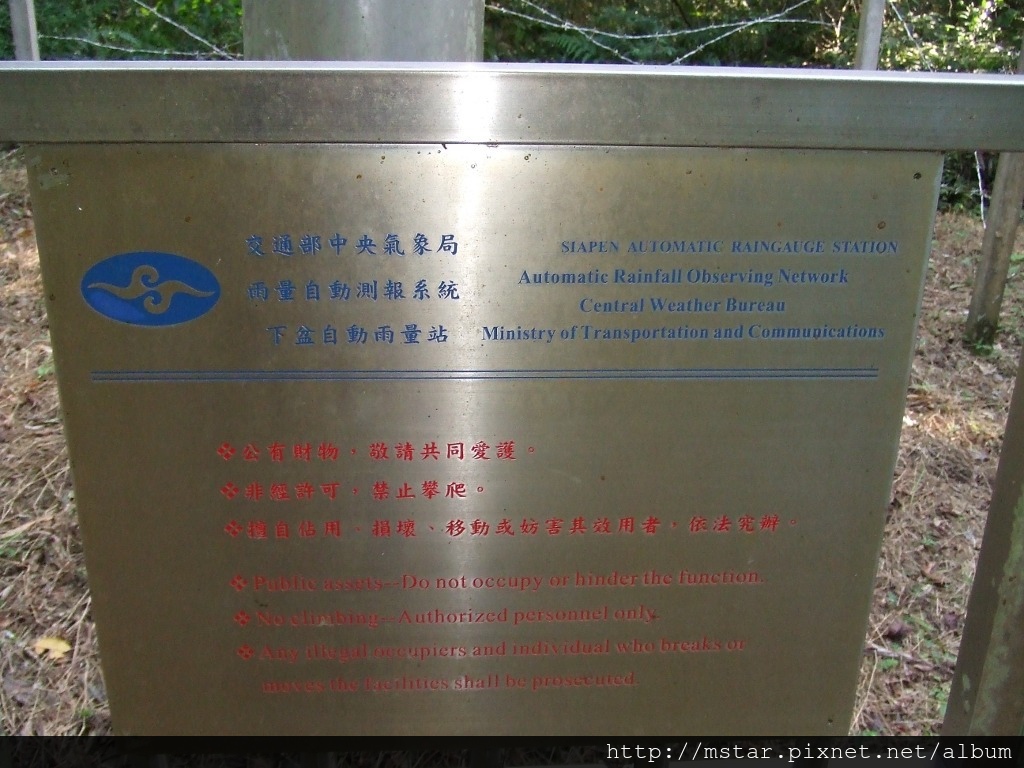 交通部中央氣象局
雨量自動測報系統
下盆自動雨量站
SIAPEN AUTOMATIC RAINGAUGE STATION
Automatic Rainfall Observing Network
Central Weather Bureau
Ministry of Transportation and Communications
❖公有財物，敬請共同愛護。
❖非經許可，禁止攀爬。
❖擅自佔用、損壞、移動或妨害其效用者，依法究辦。
❖Public assets--Do not occupy or hinder the function.
❖No climbing--Authorized personnel only.
❖Any illegal occupiers and individual who breaks or
moves the facilities shall be prosecuted.
http://mstar.pixnet.net/album